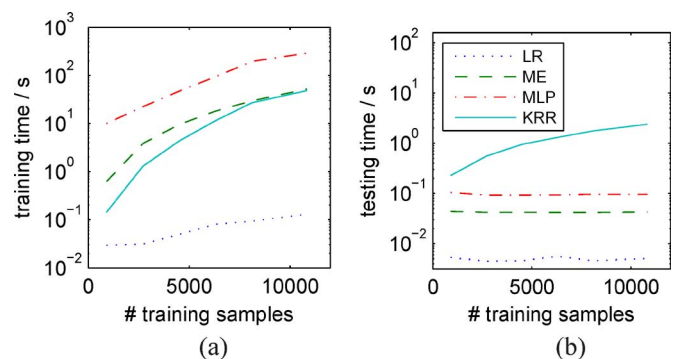 10^3
10^2
10^1
10^0
10^-1
10^-2
training time / s
0
5000
10000
# training samples
(a)
10^2
10^1
10^0
10^-1
10^-2
testing time / s
LR
ME
MLP
KRR
0
5000
10000
# training samples
(b)